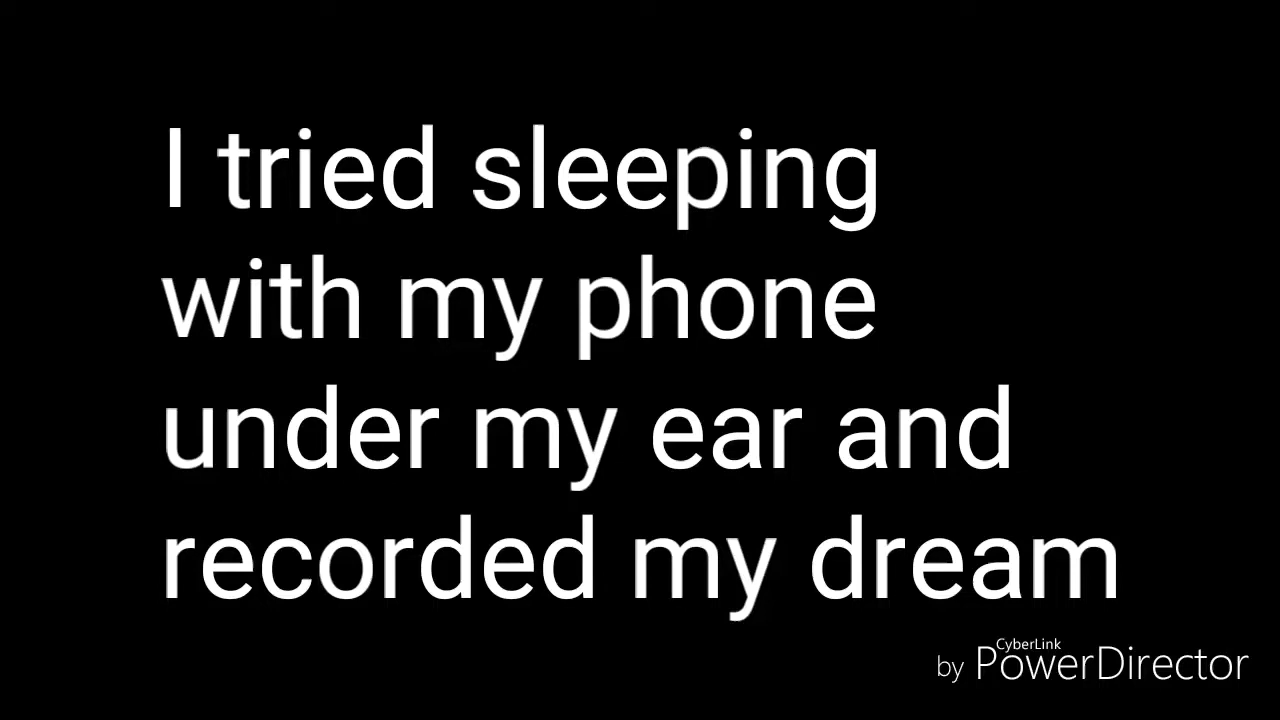 I tried sleeping
with my phone
under my ear and
recorded my dream
CyberLink
by PowerDirector